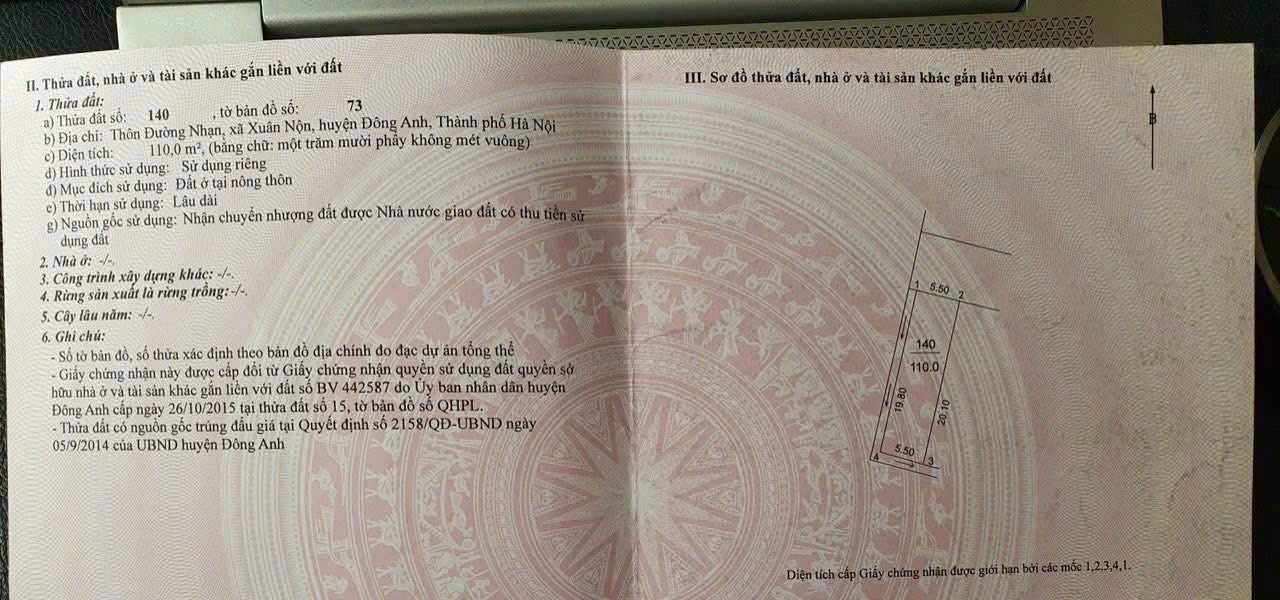 II. Thửa đất, nhà ở và tài sản khác gắn liền với đất
1. Thửa đất:
a) Thửa đất số: 140 , tờ bản đồ số: 73
b) Địa chỉ: Thôn Đường Nhạn, xã Xuân Nộn, huyện Đông Anh, Thành phố Hà Nội
c) Diện tích: 110,0 m², (bằng chữ: một trăm mười phẩy không mét vuông)
d) Hình thức sử dụng: Sử dụng riêng
đ) Mục đích sử dụng: Đất ở tại nông thôn
e) Thời hạn sử dụng: Lâu dài
g) Nguồn gốc sử dụng: Nhận chuyển nhượng đất được Nhà nước giao đất có thu tiền sử
dụng đất
2. Nhà ở: -/-.
3. Công trình xây dựng khác: -/-.
4. Rừng sản xuất là rừng trồng: -/-.
5. Cây lâu năm: -/-.
6. Ghi chú:
- Số tờ bản đồ, số thửa xác định theo bản đồ địa chính đo đạc dự án tổng thể
- Giấy chứng nhận này được cấp đổi từ Giấy chứng nhận quyền sử dụng đất quyền sở
hữu nhà ở và tài sản khác gắn liền với đất số BV 442587 do Ủy ban nhân dân huyện
Đông Anh cấp ngày 26/10/2015 tại thửa đất số 15, tờ bản đồ số QHPL.
- Thửa đất có nguồn gốc trúng đấu giá tại Quyết định số 2158/QĐ-UBND ngày
05/9/2014 của UBND huyện Đông Anh
III. Sơ đồ thửa đất, nhà ở và tài sản khác gắn liền với đất
B
1 5.50 2
140
110.0
19.80
20.10
4 5.50 3
Diện tích cấp Giấy chứng nhận được giới hạn bởi các mốc 1,2,3,4,1.